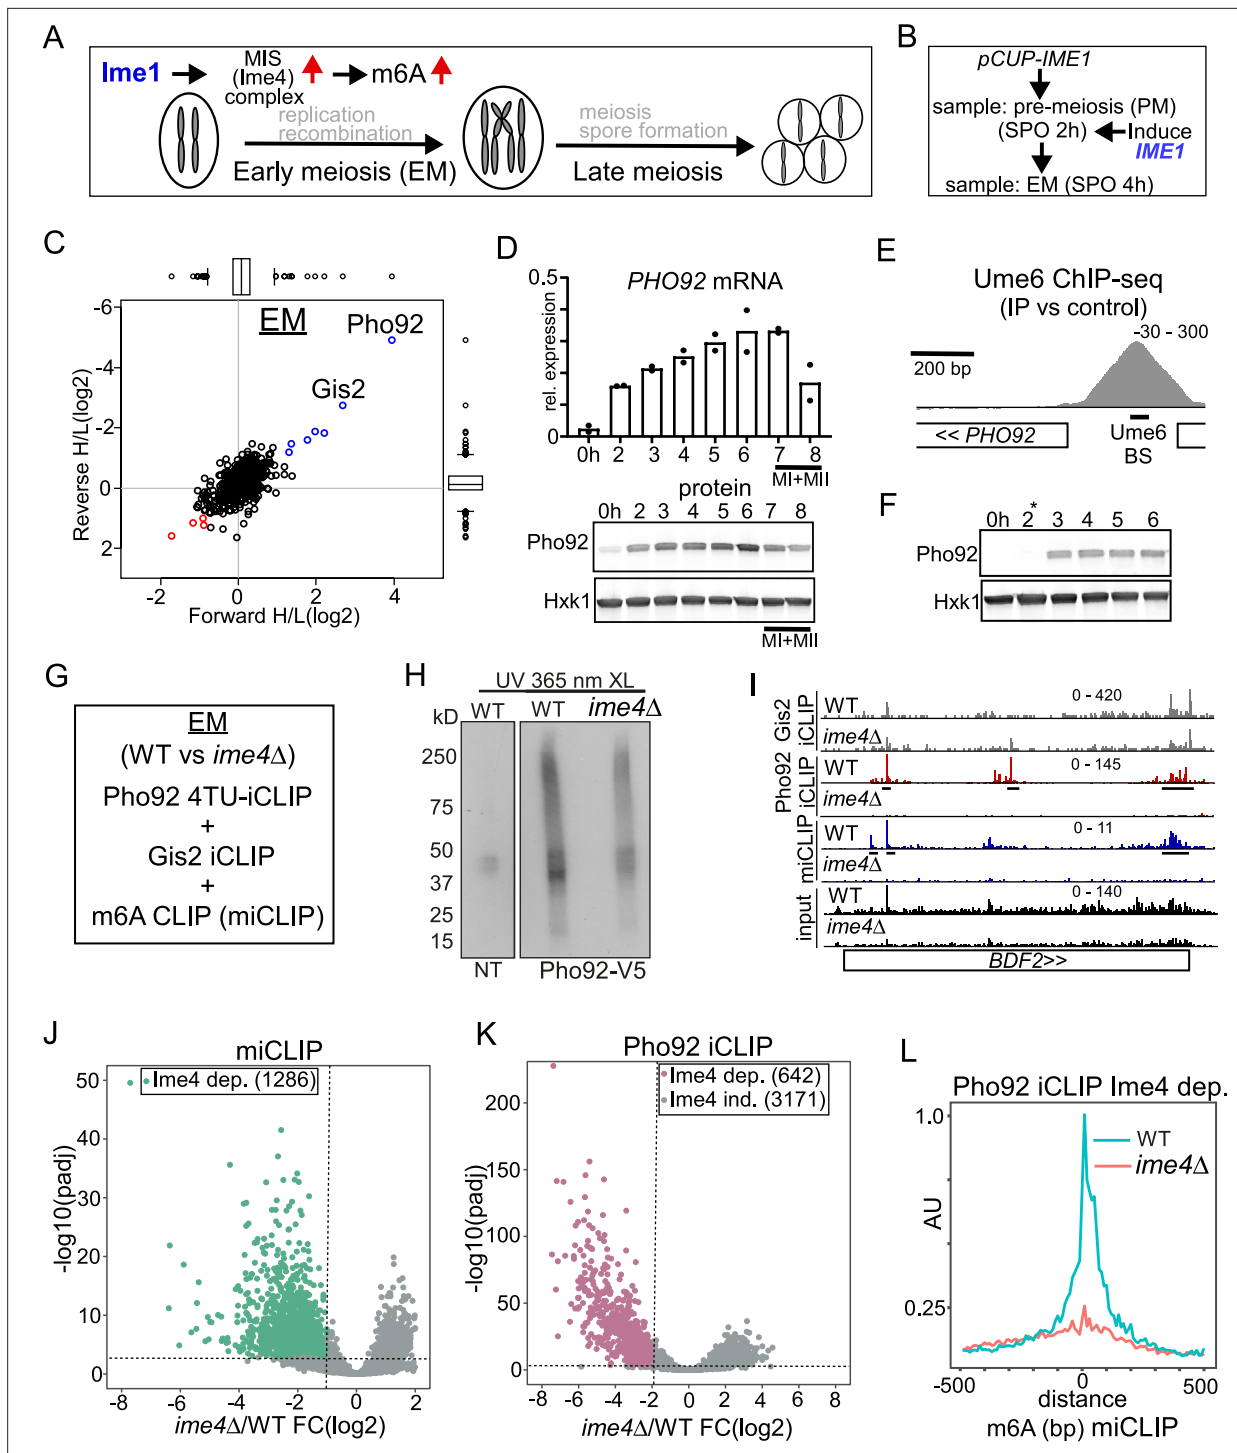 A
Ime1
MIS
(Ime4)
complex
m6A
replication
recombination
Early meiosis (EM)
meiosis
spore formation
Late meiosis
B
pCUP-IME1
sample: pre-meiosis (PM)
(SPO 2h)
Induce
IME1
sample: EM (SPO 4h)
C
EM
Pho92
Gis2
Reverse H/L(log2)
-6
-4
-2
0
2
-2
0
2
4
Forward H/L(log2)
D
PHO92 mRNA
rel. expression
0.5
0.4
0.3
0.2
0.1
0.0
0h 2 3 4 5 6 7 8
MI+MII
protein
0h 2 3 4 5 6 7 8
Pho92
Hxk1
MI+MII
E
Ume6 ChIP-seq
(IP vs control)
-30 - 300
200 bp
<< PHO92
Ume6
BS
F
0h 2* 3 4 5 6
Pho92
Hxk1
G
EM
(WT vs ime4Δ)
Pho92 4TU-iCLIP
+
Gis2 iCLIP
+
m6A CLIP (miCLIP)
H
UV 365 nm XL
kD
WT
WT
ime4Δ
250
75
50
37
25
15
NT
Pho92-V5
I
Gis2
iCLIP
WT
0 - 420
ime4Δ
Pho92
iCLIP
WT
0 - 145
ime4Δ
miCLIP
WT
0 - 11
ime4Δ
input
WT
0 - 140
ime4Δ
BDF2>>
J
miCLIP
Ime4 dep. (1286)
-log10(padj)
50
40
30
20
10
0
-8 -6 -4 -2 0 2
ime4Δ/WT FC(log2)
K
Pho92 iCLIP
Ime4 dep. (642)
Ime4 ind. (3171)
-log10(padj)
200
150
100
50
0
-8 -6 -4 -2 0 2 4 6 8
ime4Δ/WT FC(log2)
L
Pho92 iCLIP Ime4 dep.
WT
ime4Δ
AU
1.0
0.25
-500
500
distance
m6A (bp) miCLIP